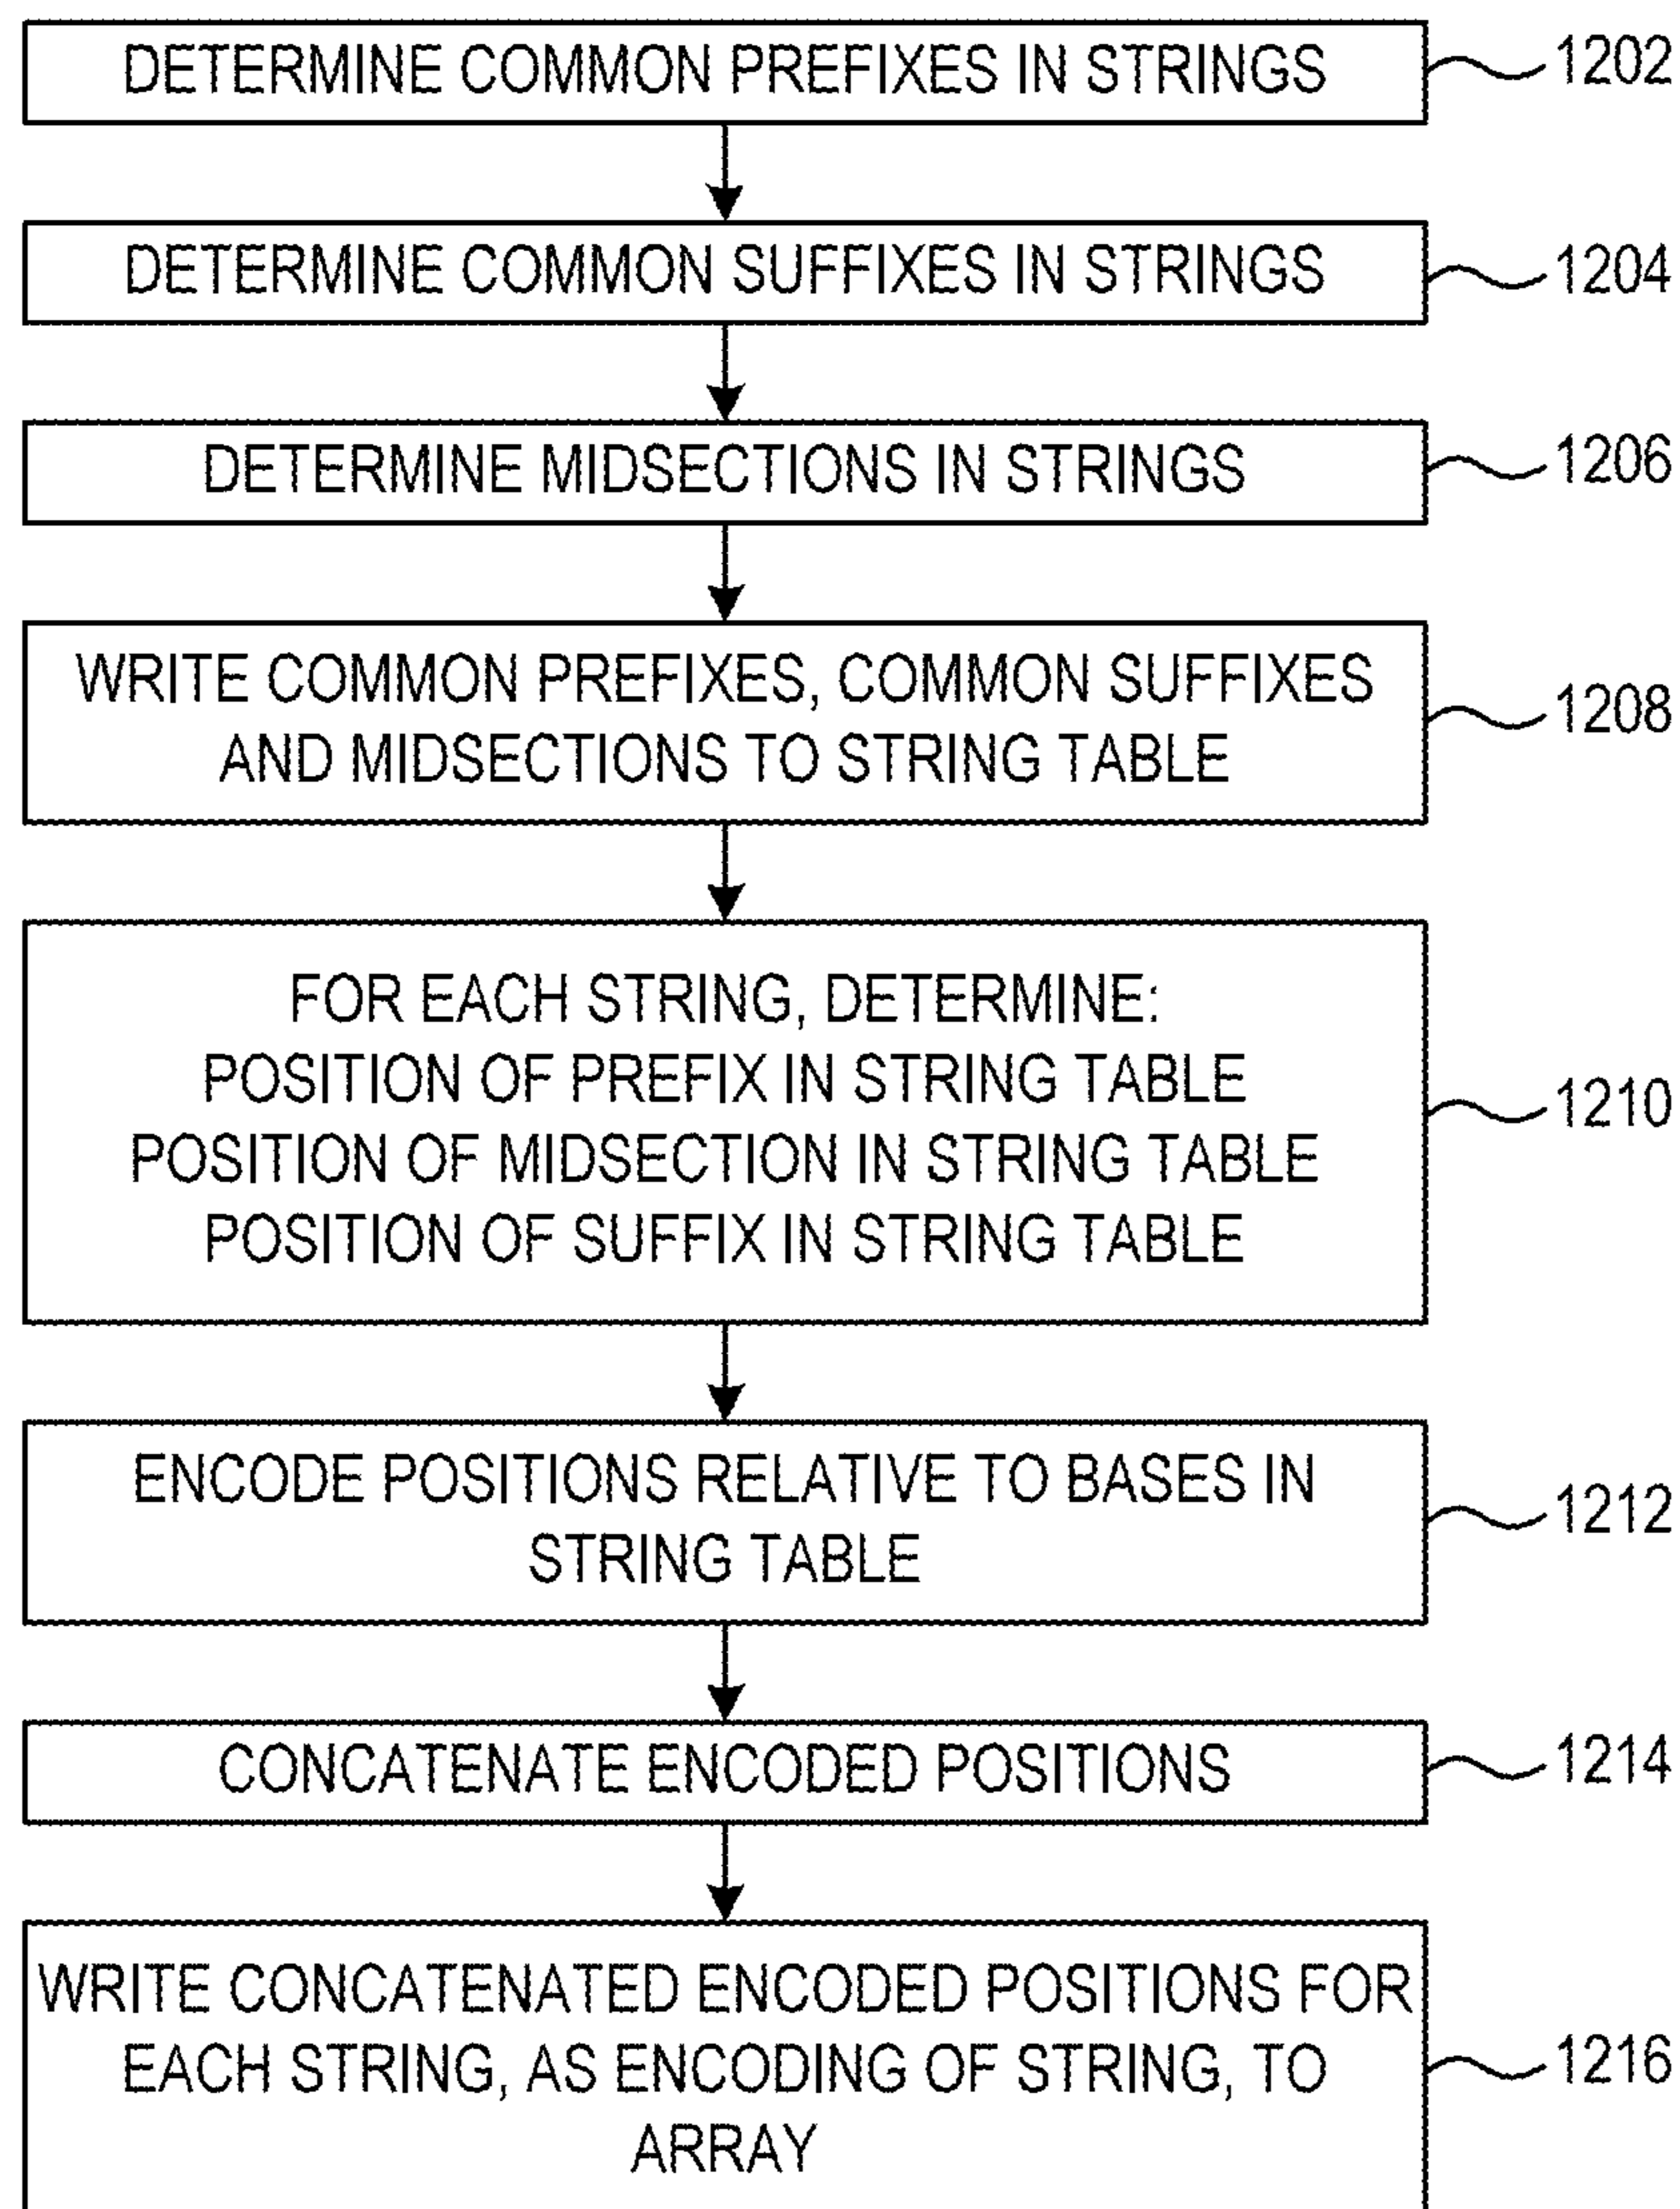 DETERMINE COMMON PREFIXES IN STRINGS
1202
DETERMINE COMMON SUFFIXES IN STRINGS
1204
DETERMINE MIDSECTIONS IN STRINGS
1206
WRITE COMMON PREFIXES, COMMON SUFFIXES
AND MIDSECTIONS TO STRING TABLE
1208
FOR EACH STRING, DETERMINE:
POSITION OF PREFIX IN STRING TABLE
POSITION OF MIDSECTION IN STRING TABLE
POSITION OF SUFFIX IN STRING TABLE
1210
ENCODE POSITIONS RELATIVE TO BASES IN
STRING TABLE
1212
CONCATENATE ENCODED POSITIONS
1214
WRITE CONCATENATED ENCODED POSITIONS FOR
EACH STRING, AS ENCODING OF STRING, TO
ARRAY
1216